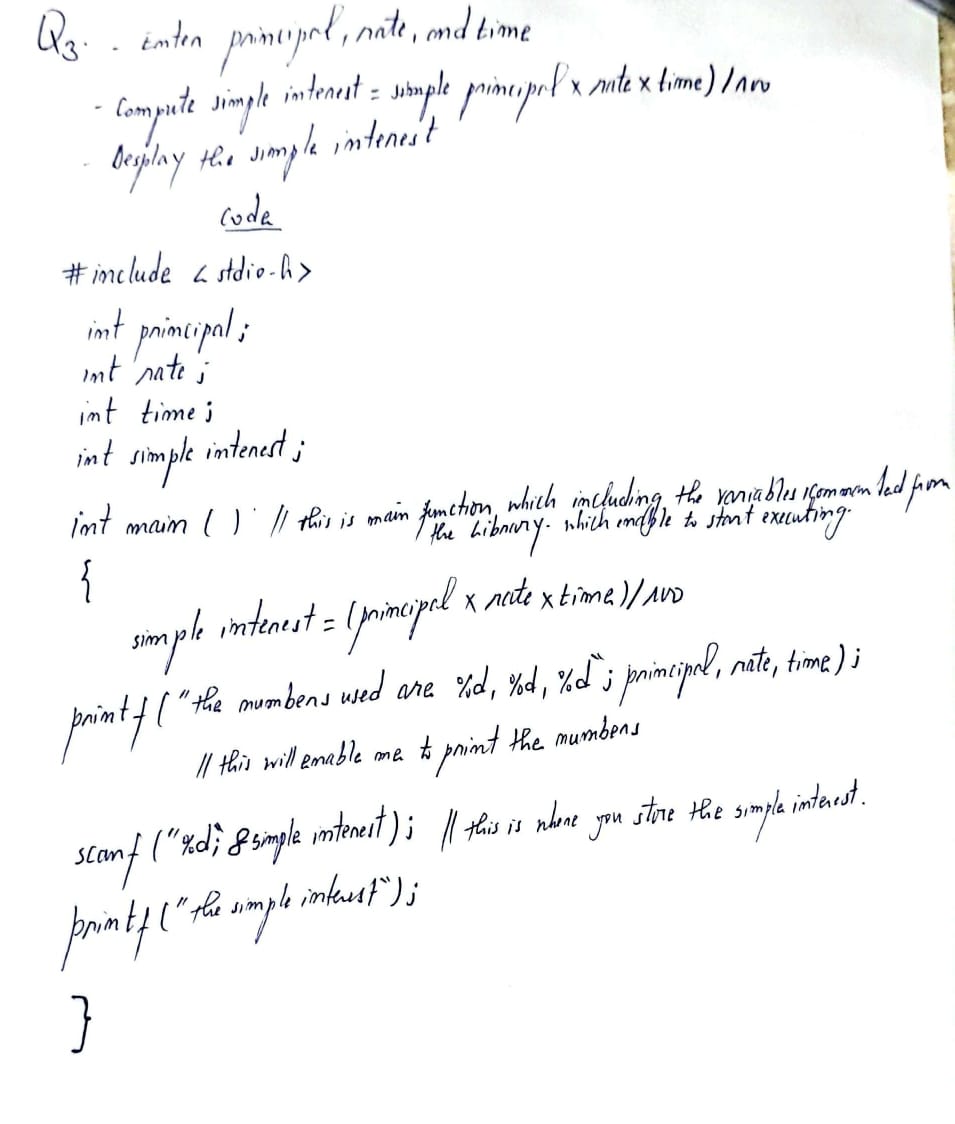 Q3. - Enter principal, rate, and time
- Compute simple interest = simple principal x rate x time) / 100
- Desplay the simple interest
Code
#include <stdio.h>
int principal;
int rate;
int time;
int simple interest;
int main ( ) // this is main function, which including the variables from
the Library. which enable to start executing.
{
simple interest = (principal x rate x time) / 100
printf ("the numbers used are %d, %d, %d"; principal, rate, time);
// this will enable me to print the numbers
scanf ("%d"; &simple interest); // this is where you store the simple interest.
printf ("the simple interest");
}